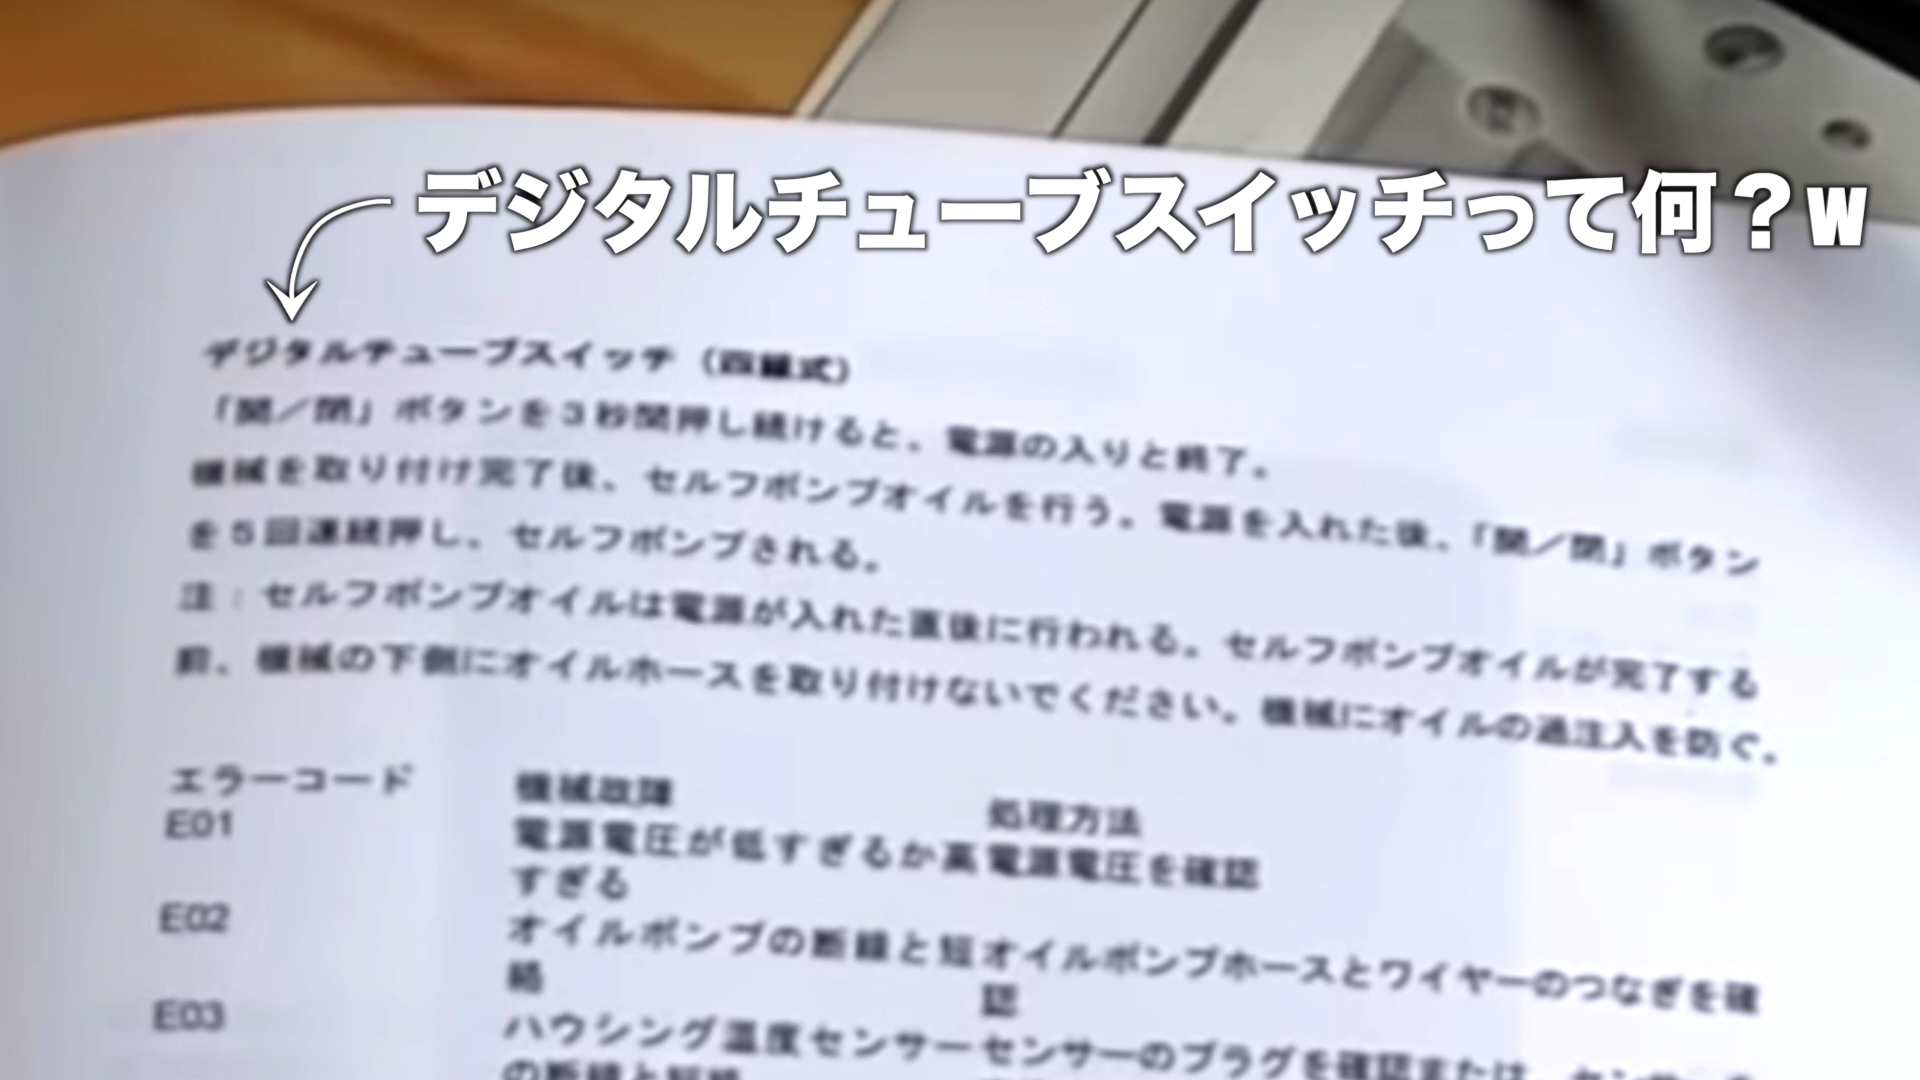 デジタルチューブスイッチって何？w
デジタルチューブスイッチ（四線式）
「開／閉」ボタンを３秒間押し続けると、電源の入りと終了。
機械を取り付け完了後、セルフポンプオイルを行う。電源を入れた後、「開／閉」ボタン
を５回連続押し、セルフポンプされる。
注：セルフポンプオイルは電源が入れた直後に行われる。セルフポンプオイルが完了する
前、機械の下側にオイルホースを取り付けないでください。機械にオイルの過注入を防ぐ。
エラーコード 機械故障 処理方法
E01 電源電圧が低すぎるか高 電源電圧を確認
すぎる
E02 オイルポンプの断線と短 オイルポンプホースとワイヤーのつなぎを確
絡 認
E03 ハウジング温度センサー センサーのプラグを確認または、センサーを
の断線と短絡